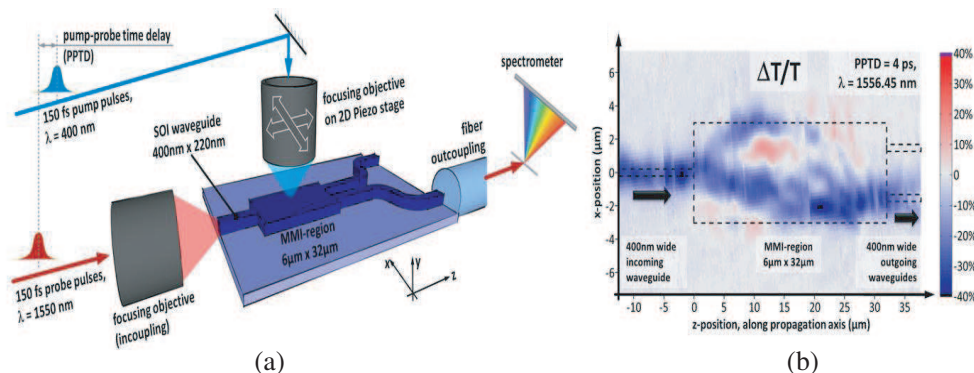 pump-probe time delay
(PPTD)
150 fs pump pulses,
λ = 400 nm
SOI waveguide
400nm x 220nm
focusing objective
on 2D Piezo stage
spectrometer
fiber
outcoupling
MMI-region
6µm x 32µm
150 fs probe pulses,
λ = 1550 nm
focusing objective
(incoupling)
x
y
z
(a)
ΔT/T
PPTD = 4 ps,
λ = 1556.45 nm
x-position (µm)
6
4
2
0
-2
-4
-6
400nm wide
incoming
waveguide
MMI-region
6µm x 32µm
400nm wide
outgoing
waveguides
-10 -5 0 5 10 15 20 25 30 35
z-position, along propagation axis (µm)
40%
30%
20%
10%
0%
-10%
-20%
-30%
-40%
(b)